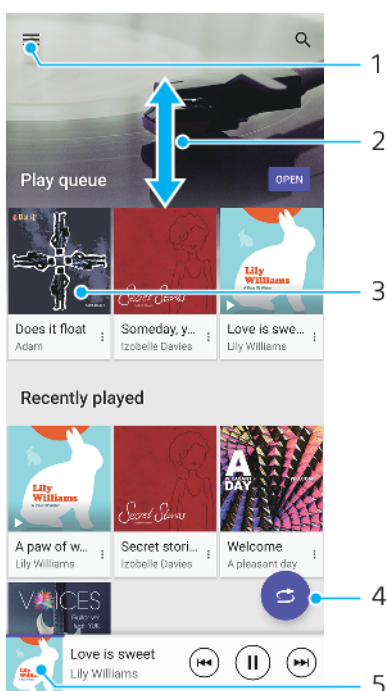 1
2
Play queue
OPEN
3
Lily
Williams
Does it float
Someday, y...
Love is swe...
Adam
Izobelle Davies
Lily Williams
Recently played
Lily
Williams
Secret Stories
A
PLEASANT
DAY
WELCOME
A paw of w...
Secret stori...
Welcome
Lily Williams
Izobelle Davies
A pleasant day
4
VOICES
Love is sweet
Lily Williams
5